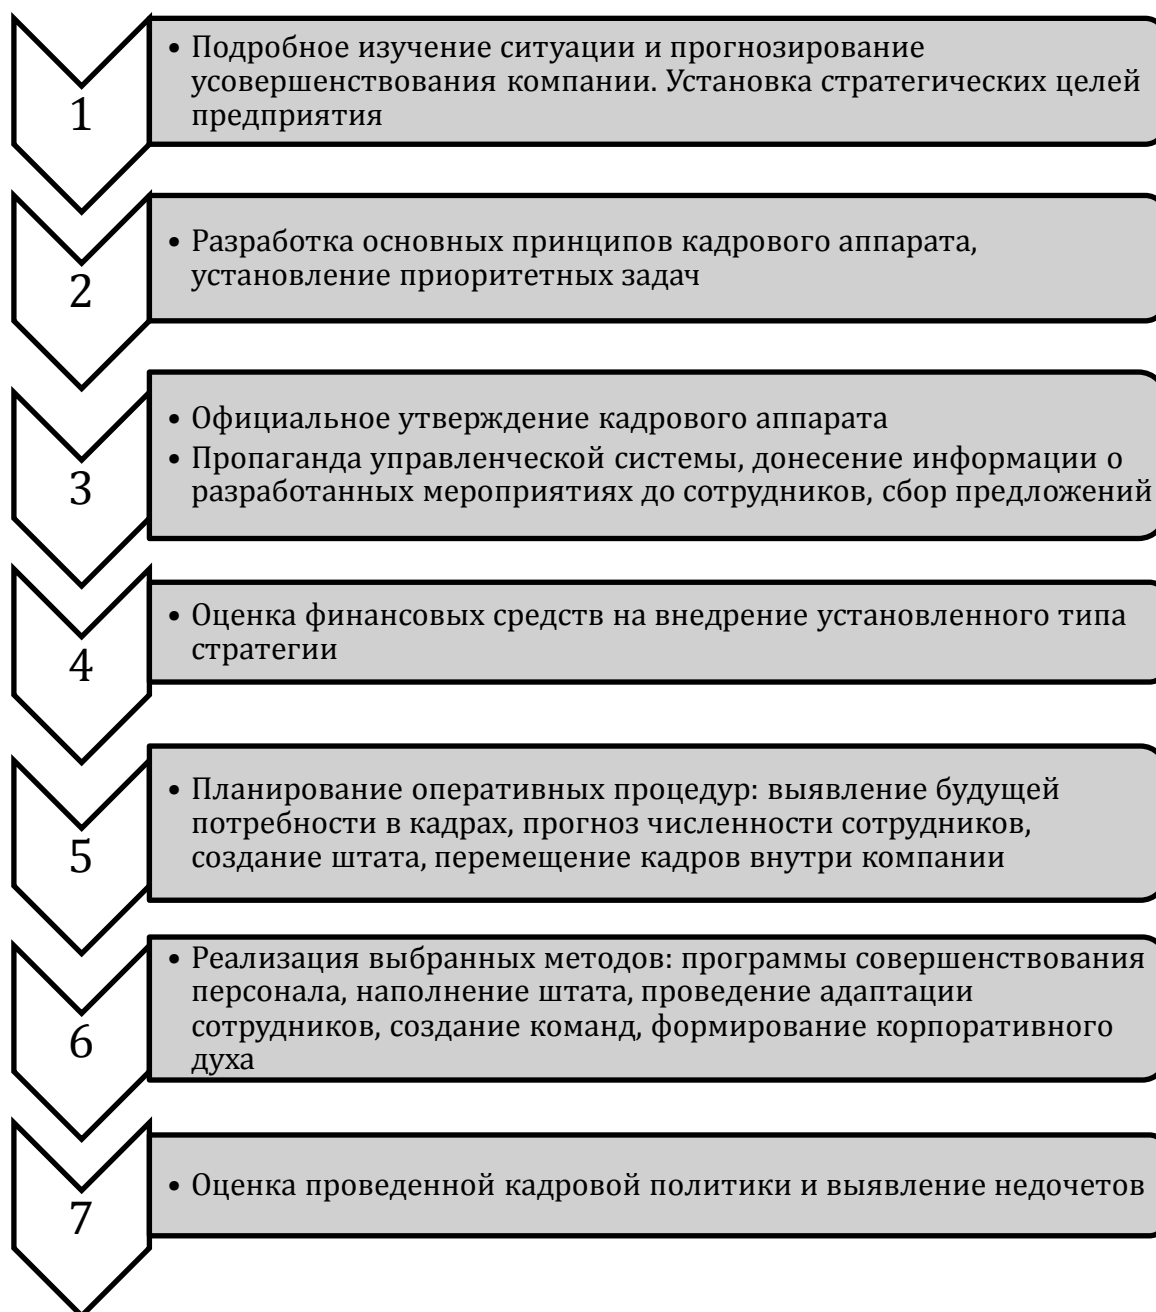 1
• Подробное изучение ситуации и прогнозирование
усовершенствования компании. Установка стратегических целей
предприятия
2
• Разработка основных принципов кадрового аппарата,
установление приоритетных задач
3
• Официальное утверждение кадрового аппарата
• Пропаганда управленческой системы, донесение информации о
разработанных мероприятиях до сотрудников, сбор предложений
4
• Оценка финансовых средств на внедрение установленного типа
стратегии
5
• Планирование оперативных процедур: выявление будущей
потребности в кадрах, прогноз численности сотрудников,
создание штата, перемещение кадров внутри компании
6
• Реализация выбранных методов: программы совершенствования
персонала, наполнение штата, проведение адаптации
сотрудников, создание команд, формирование корпоративного
духа
7
• Оценка проведенной кадровой политики и выявление недочетов